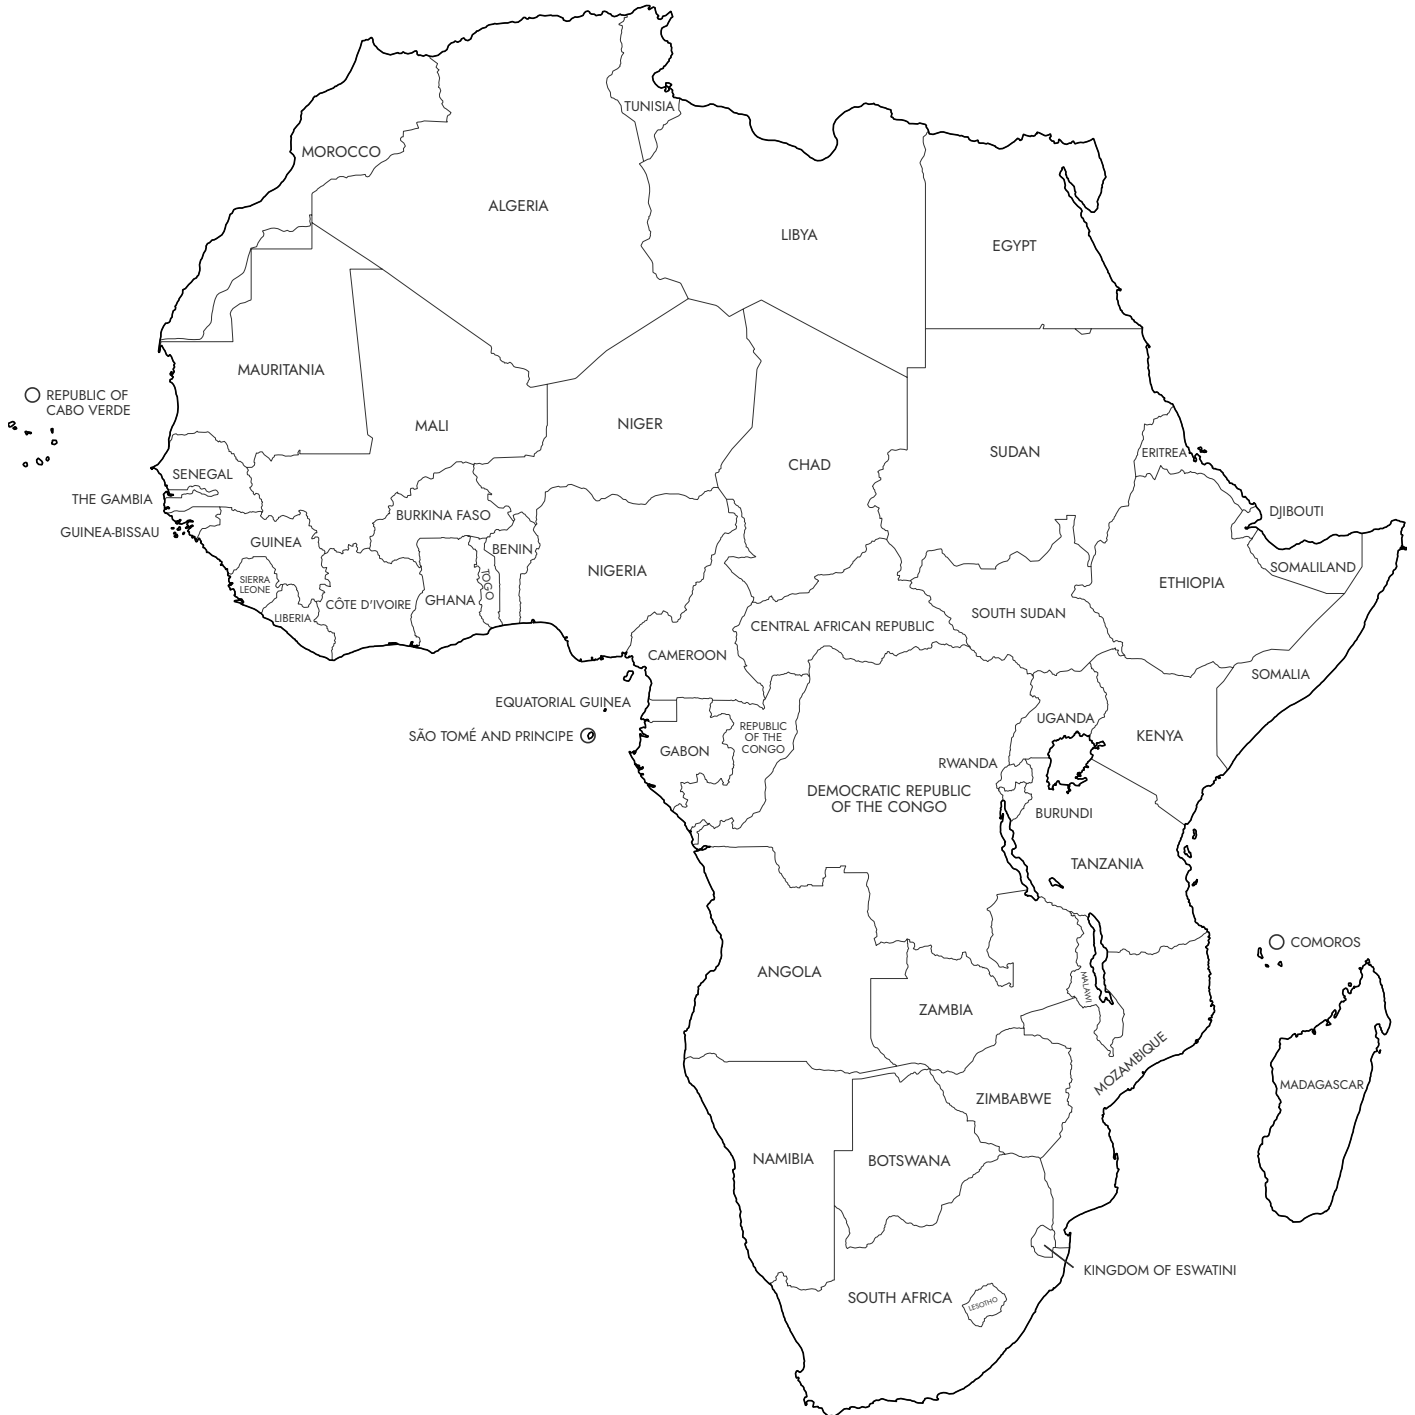 TUNISIA
MOROCCO
ALGERIA
LIBYA
EGYPT
MAURITANIA
REPUBLIC OF
CABO VERDE
MALI
NIGER
CHAD
SUDAN
ERITREA
SENEGAL
THE GAMBIA
GUINEA-BISSAU
GUINEA
BURKINA FASO
BENIN
DJIBOUTI
SOMALILAND
ETHIOPIA
NIGERIA
SIERRA
LEONE
LIBERIA
CÔTE D'IVOIRE
GHANA
TOGO
SOUTH SUDAN
CENTRAL AFRICAN REPUBLIC
CAMEROON
SOMALIA
EQUATORIAL GUINEA
SÃO TOMÉ AND PRINCIPE
GABON
REPUBLIC
OF THE
CONGO
UGANDA
KENYA
RWANDA
DEMOCRATIC REPUBLIC
OF THE CONGO
BURUNDI
TANZANIA
COMOROS
ANGOLA
ZAMBIA
MALAWI
MOZAMBIQUE
MADAGASCAR
ZIMBABWE
NAMIBIA
BOTSWANA
KINGDOM OF ESWATINI
SOUTH AFRICA
LESOTHO